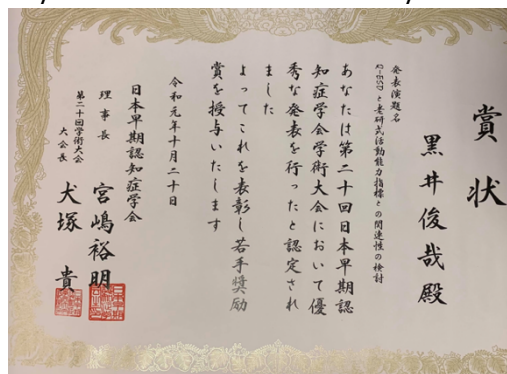 賞状
黒井俊哉殿
発表演題名
と老研式活動能力指標との関連性の検討
あなたは第二十回日本早期認
知症学会学術大会において優
秀な発表を行ったと認定され
ました
よってこれを表彰し若手奨励
賞を授与いたします
令和元年十月二十日
日本早期認知症学会
理事長 宮嶋裕明
第二十回学術大会
大会長 犬塚貴